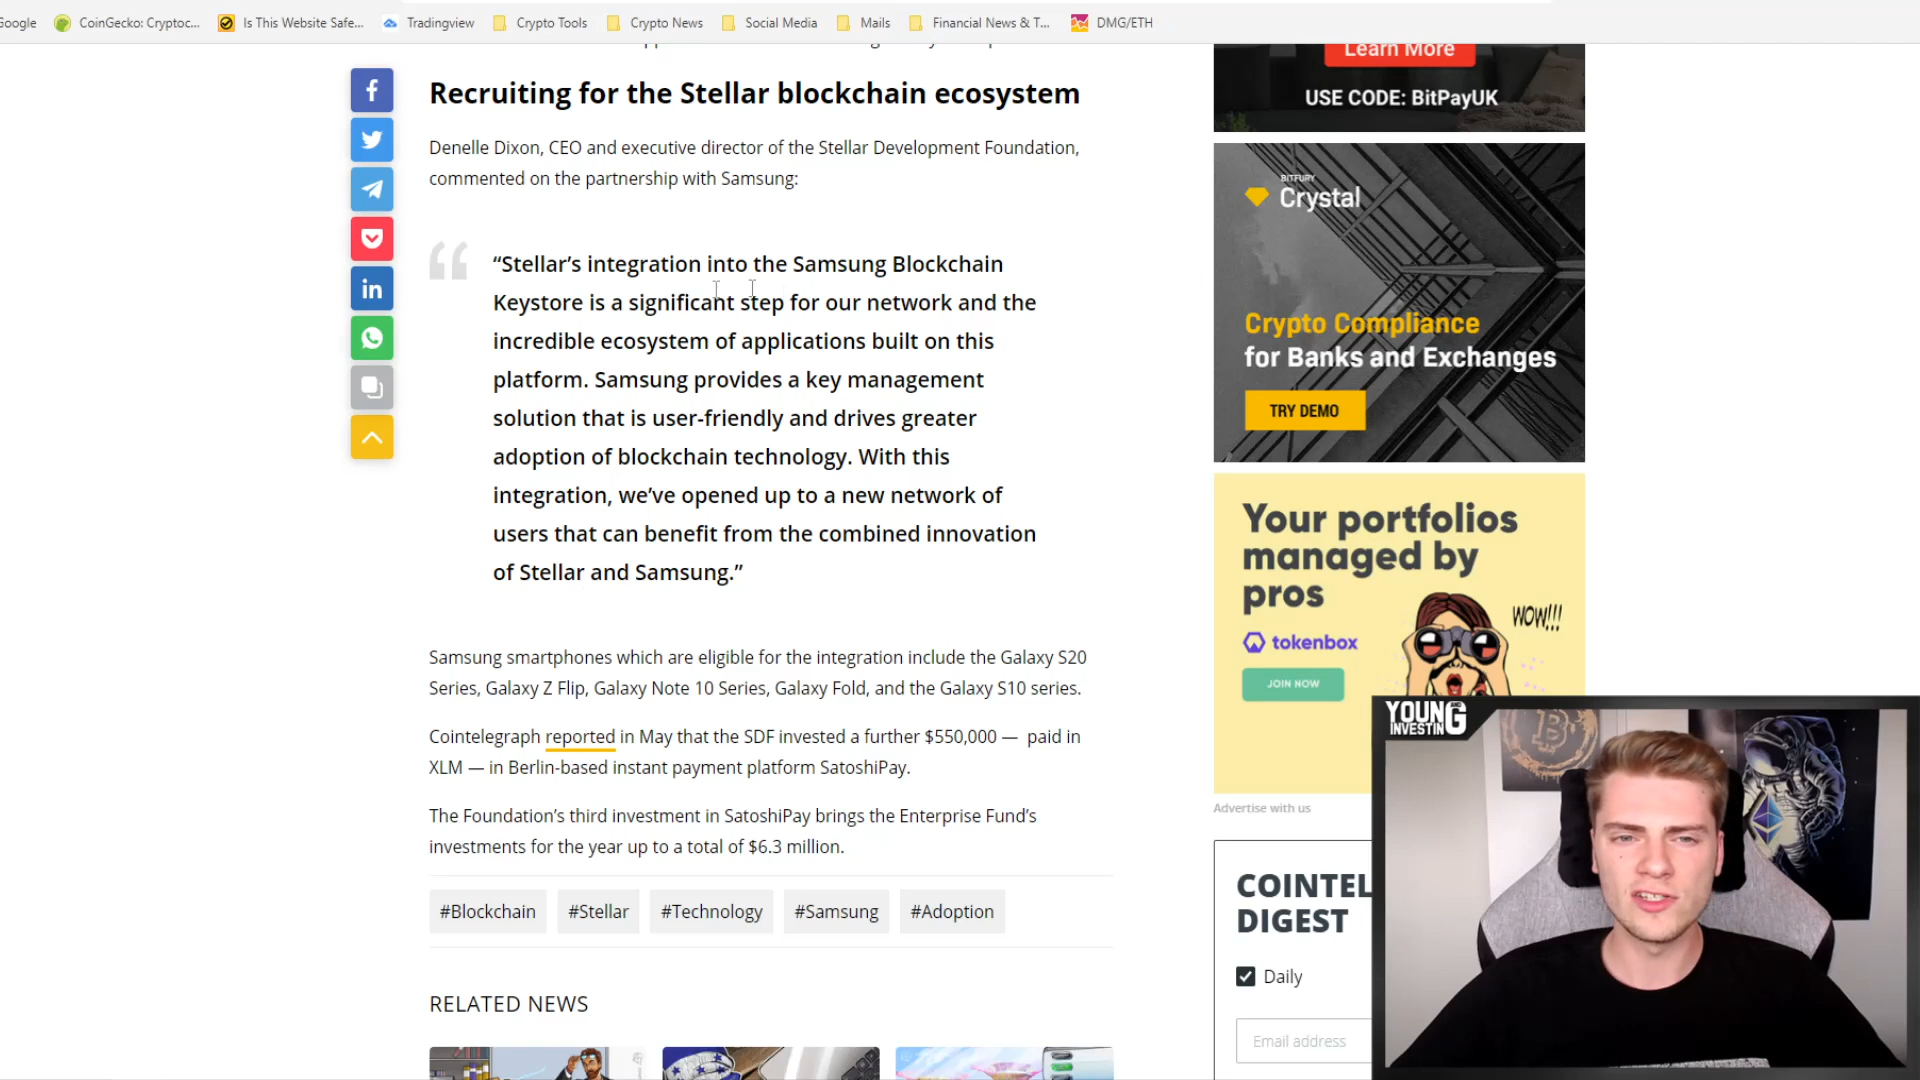 Google
CoinGecko: Cryptoc...
Is This Website Safe...
Tradingview
Crypto Tools
Crypto News
Social Media
Mails
Financial News & T...
DMG/ETH
Recruiting for the Stellar blockchain ecosystem
Denelle Dixon, CEO and executive director of the Stellar Development Foundation,
commented on the partnership with Samsung:
“Stellar’s integration into the Samsung Blockchain
Keystore is a significant step for our network and the
incredible ecosystem of applications built on this
platform. Samsung provides a key management
solution that is user-friendly and drives greater
adoption of blockchain technology. With this
integration, we’ve opened up to a new network of
users that can benefit from the combined innovation
of Stellar and Samsung.”
Samsung smartphones which are eligible for the integration include the Galaxy S20
Series, Galaxy Z Flip, Galaxy Note 10 Series, Galaxy Fold, and the Galaxy S10 series.
Cointelegraph reported in May that the SDF invested a further $550,000 — paid in
XLM — in Berlin-based instant payment platform SatoshiPay.
The Foundation’s third investment in SatoshiPay brings the Enterprise Fund’s
investments for the year up to a total of $6.3 million.
#Blockchain
#Stellar
#Technology
#Samsung
#Adoption
RELATED NEWS
Learn More
USE CODE: BitPayUK
BITFURY
Crystal
Crypto Compliance
for Banks and Exchanges
TRY DEMO
Your portfolios
managed by
pros
WOW!!!
tokenbox
JOIN NOW
Advertise with us
COINTEL
DIGEST
Daily
Email address
YOUNG
AND
INVESTING